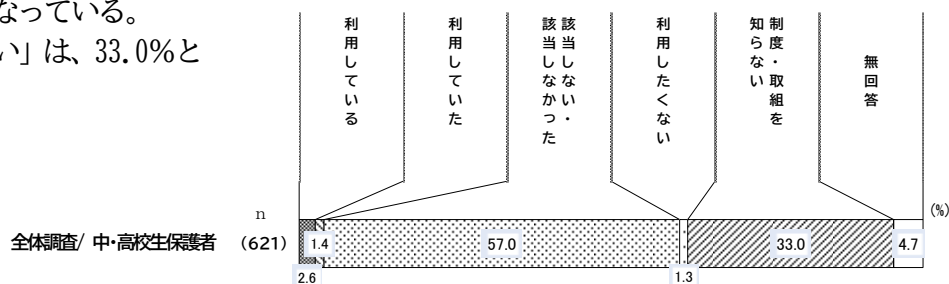 なっている。
い」は、33.0%と
利用している
利用していた
該当しない・
該当しなかった
利用したくない
制度・取組を
知らない
無回答
n
(%)
全体調査/ 中・高校生保護者 (621)
1.4
57.0
33.0
4.7
2.6
1.3